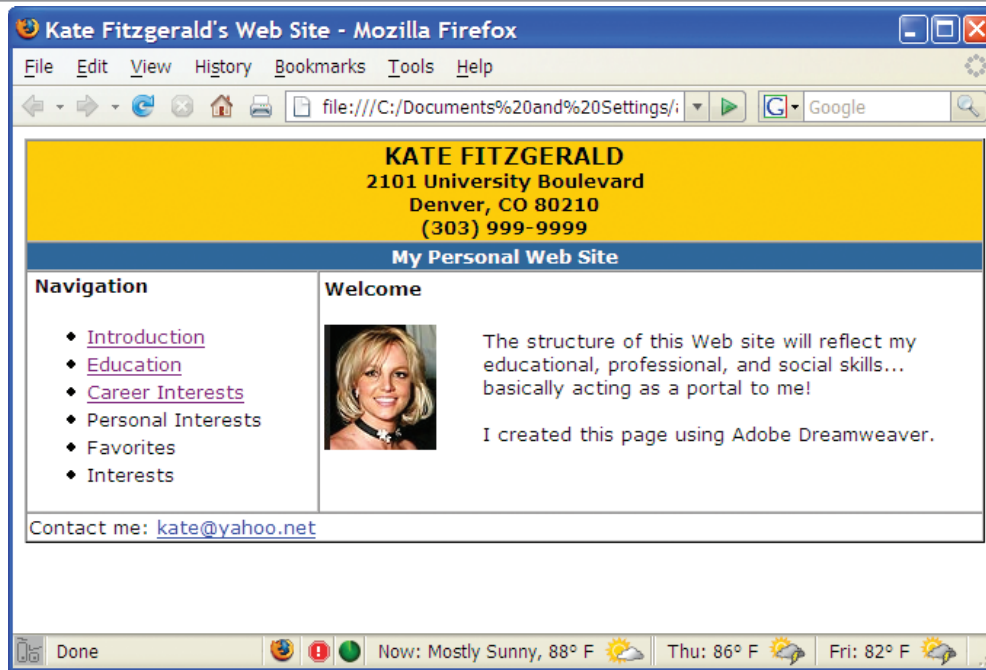 Kate Fitzgerald's Web Site - Mozilla Firefox
File Edit View History Bookmarks Tools Help
file:///C:/Documents%20and%20Settings/ G Google
KATE FITZGERALD
2101 University Boulevard
Denver, CO 80210
(303) 999-9999
My Personal Web Site
Navigation
Introduction
Education
Career Interests
Personal Interests
Favorites
Interests
Welcome
The structure of this Web site will reflect my
educational, professional, and social skills...
basically acting as a portal to me!
I created this page using Adobe Dreamweaver.
Contact me: kate@yahoo.net
Done Now: Mostly Sunny, 88° F Thu: 86° F Fri: 82° F